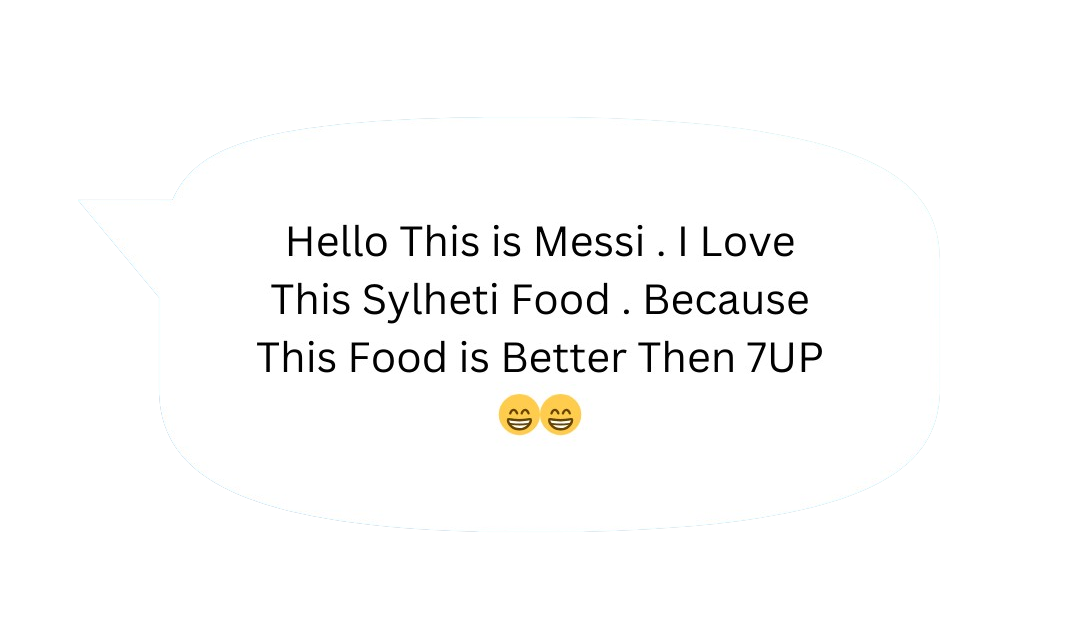 Hello This is Messi . I Love
This Sylheti Food . Because
This Food is Better Then 7UP
😁😁